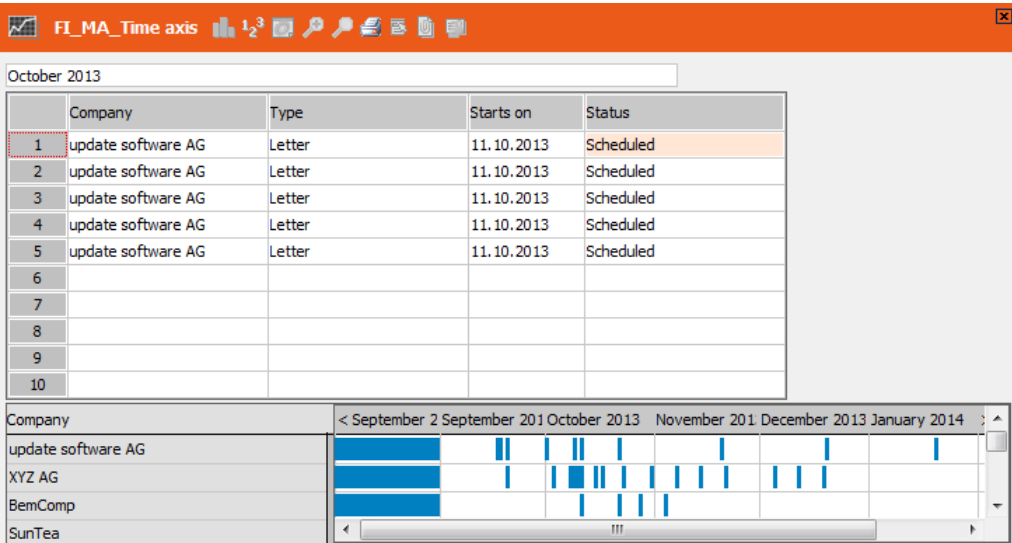 FI_MA_Time axis
October 2013
Company Type Starts on Status
1 update software AG Letter 11.10.2013 Scheduled
2 update software AG Letter 11.10.2013 Scheduled
3 update software AG Letter 11.10.2013 Scheduled
4 update software AG Letter 11.10.2013 Scheduled
5 update software AG Letter 11.10.2013 Scheduled
6
7
8
9
10
Company < September 2 September 201 October 2013 November 201 December 2013 January 2014 >
update software AG
XYZ AG
BemComp
SunTea